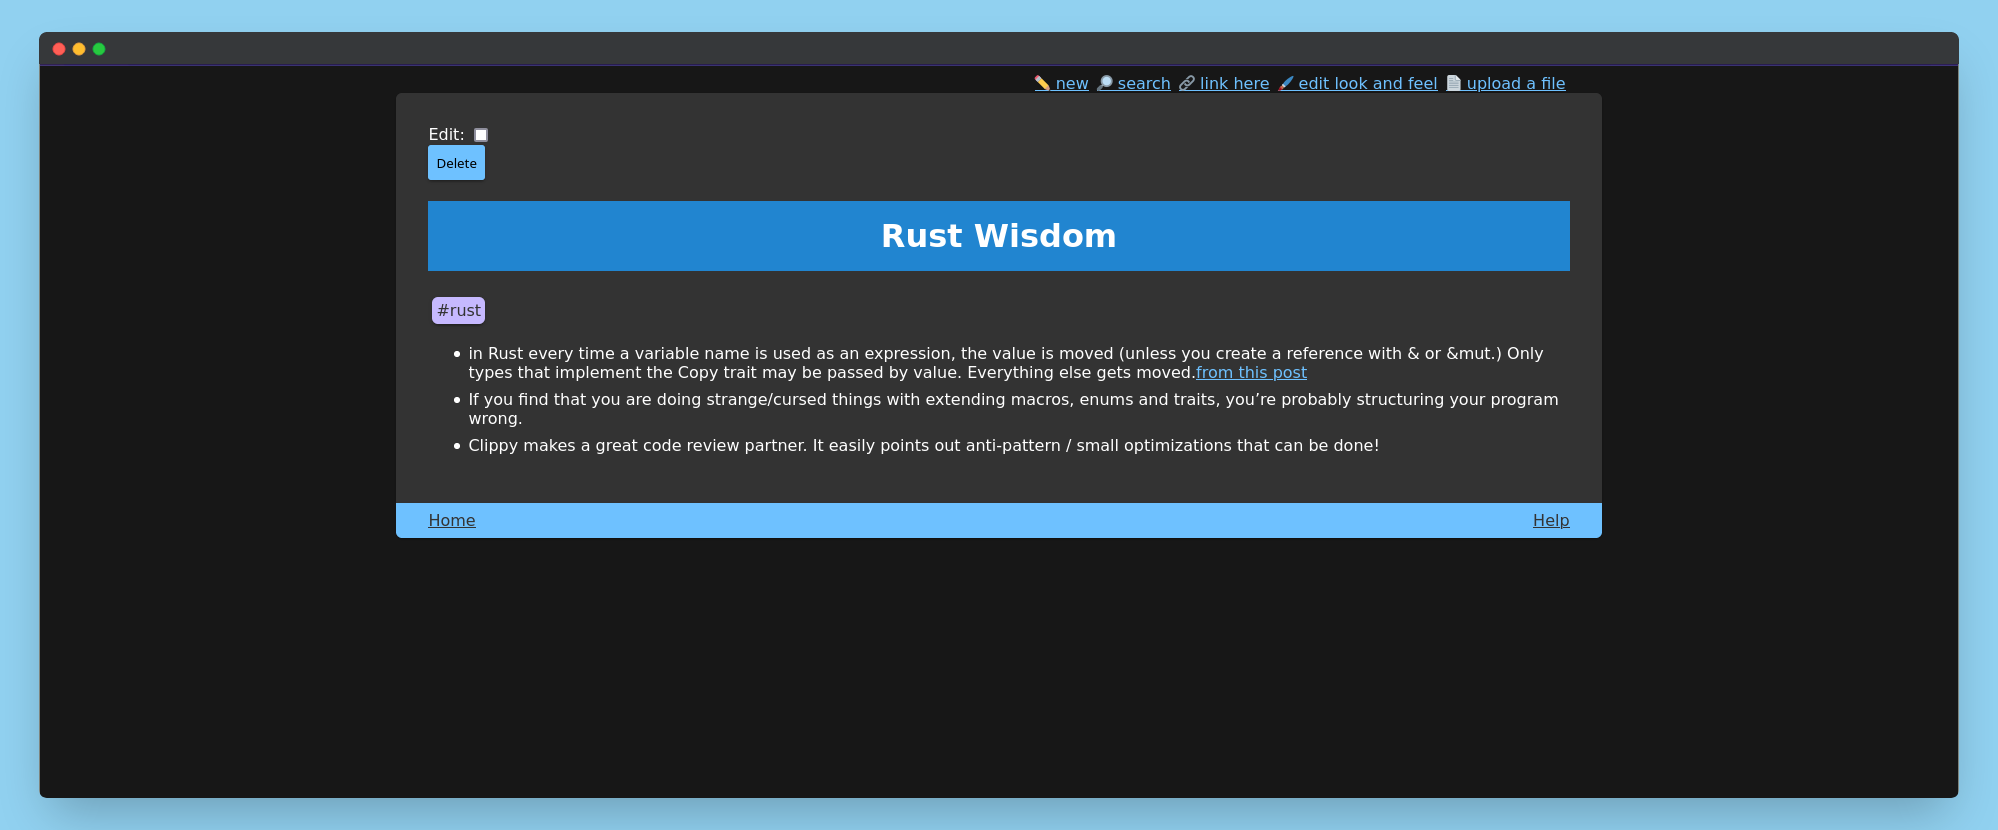 new search link here edit look and feel upload a file
Edit:
Delete
Rust Wisdom
#rust
in Rust every time a variable name is used as an expression, the value is moved (unless you create a reference with & or &mut.) Only
types that implement the Copy trait may be passed by value. Everything else gets moved.from this post
If you find that you are doing strange/cursed things with extending macros, enums and traits, you’re probably structuring your program
wrong.
Clippy makes a great code review partner. It easily points out anti-pattern / small optimizations that can be done!
Home Help